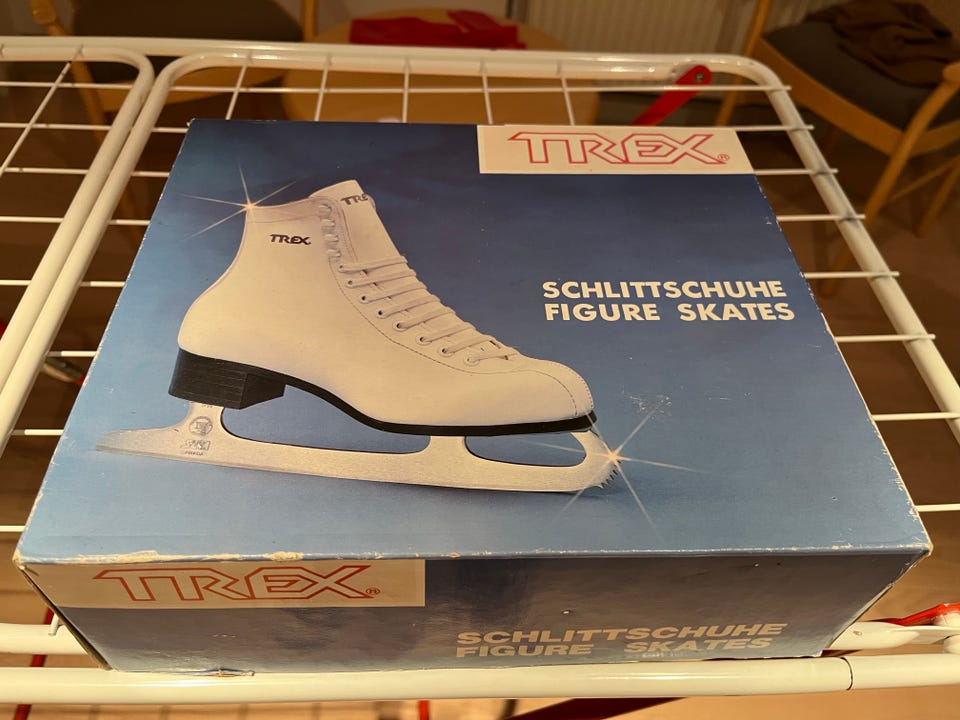 TREX®
TREX
TREX
SCHLITTSCHUHE
FIGURE SKATES
TREX®
SCHLITTSCHUHE
FIGURE SKATES